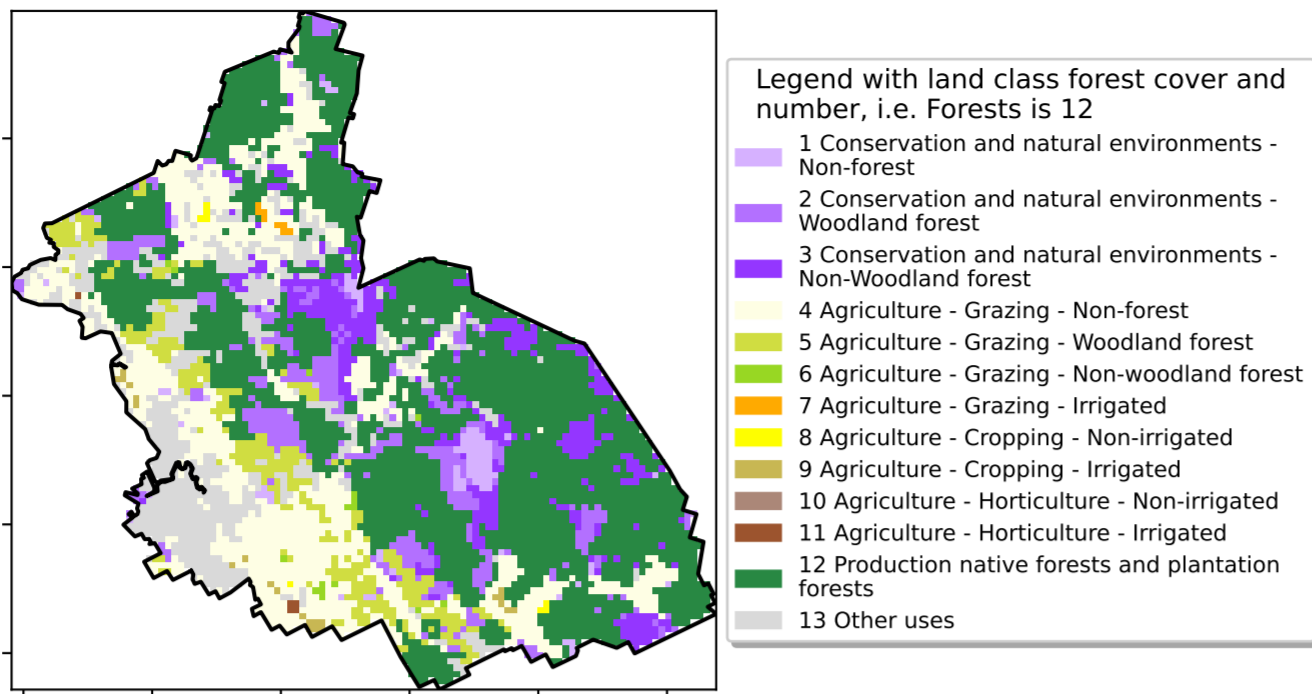 Legend with land class forest cover and
number, i.e. Forests is 12
1 Conservation and natural environments -
Non-forest
2 Conservation and natural environments -
Woodland forest
3 Conservation and natural environments -
Non-Woodland forest
4 Agriculture - Grazing - Non-forest
5 Agriculture - Grazing - Woodland forest
6 Agriculture - Grazing - Non-woodland forest
7 Agriculture - Grazing - Irrigated
8 Agriculture - Cropping - Non-irrigated
9 Agriculture - Cropping - Irrigated
10 Agriculture - Horticulture - Non-irrigated
11 Agriculture - Horticulture - Irrigated
12 Production native forests and plantation
forests
13 Other uses